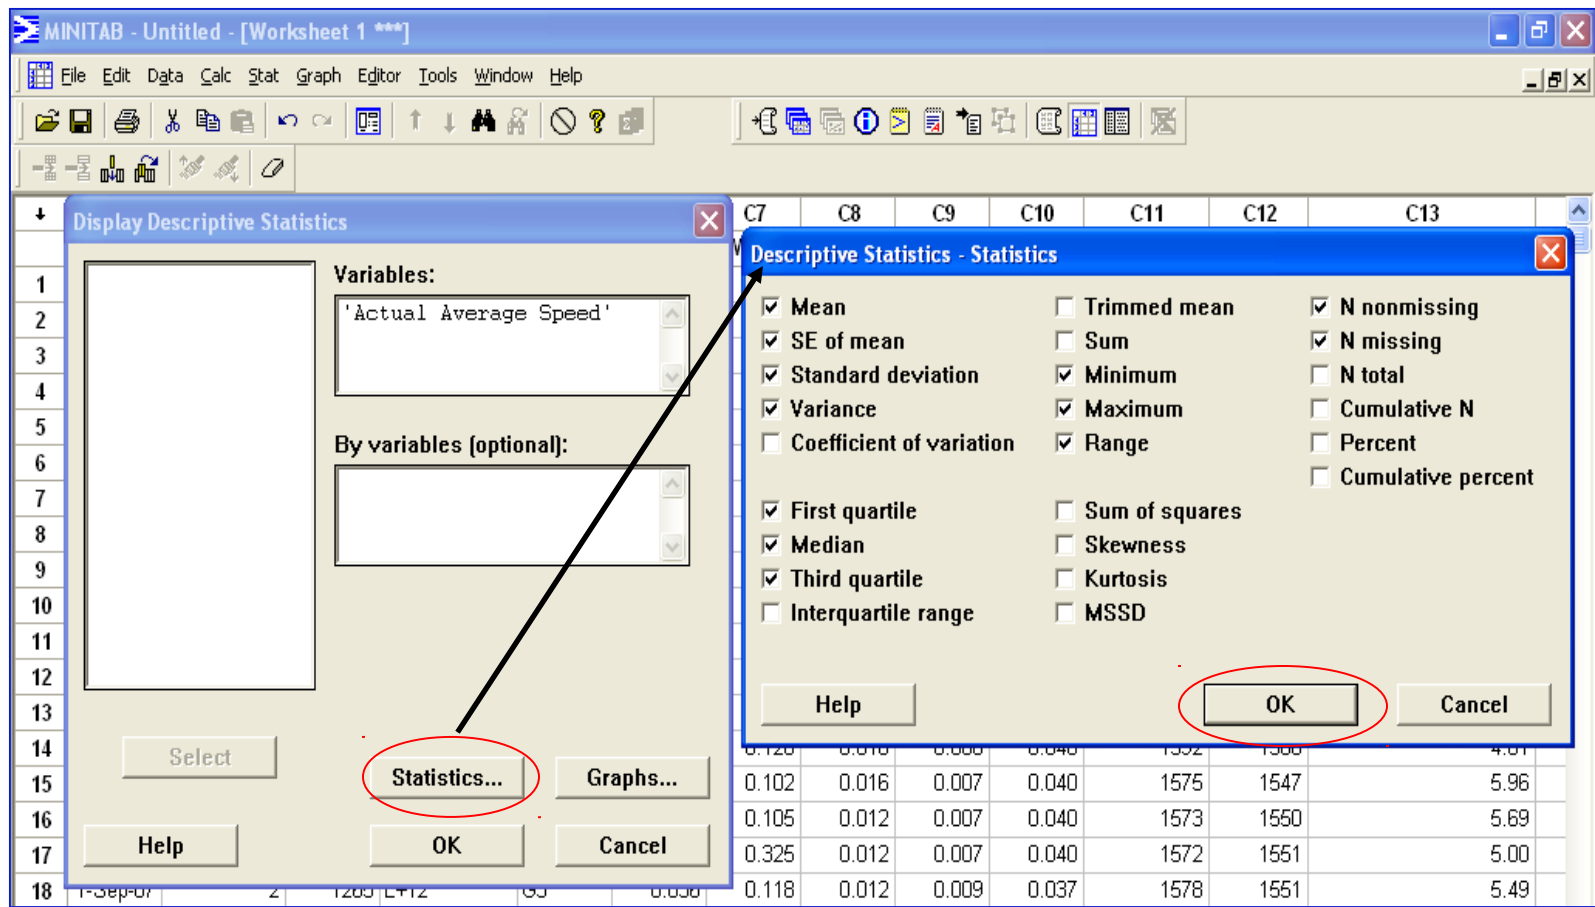 MINITAB - Untitled - [Worksheet 1 ***]
File Edit Data Calc Stat Graph Editor Tools Window Help
C7 C8 C9 C10 C11 C12 C13
Display Descriptive Statistics
Variables:
'Actual Average Speed'
By variables (optional):
Select
Statistics...
Graphs...
Help
OK
Cancel
Descriptive Statistics - Statistics
Mean
SE of mean
Standard deviation
Variance
Coefficient of variation
First quartile
Median
Third quartile
Interquartile range
Trimmed mean
Sum
Minimum
Maximum
Range
Sum of squares
Skewness
Kurtosis
MSSD
N nonmissing
N missing
N total
Cumulative N
Percent
Cumulative percent
Help
OK
Cancel
1
2
3
4
5
6
7
8
9
10
11
12
13
14
15 0.102 0.016 0.007 0.040 1575 1547 5.96
16 0.105 0.012 0.007 0.040 1573 1550 5.69
17 0.325 0.012 0.007 0.040 1572 1551 5.00
18 0.118 0.012 0.009 0.037 1578 1551 5.49